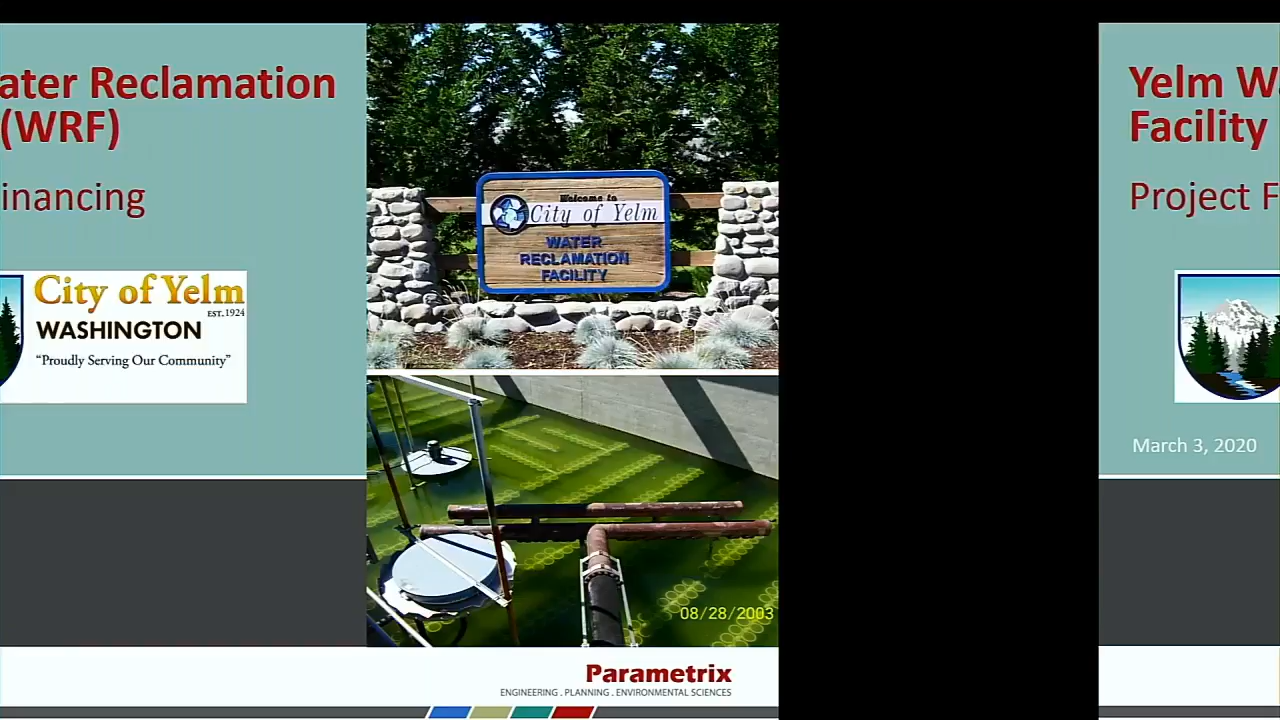 ater Reclamation
(WRF)
inancing
City of Yelm
EST. 1924
WASHINGTON
“Proudly Serving Our Community”
Welcome to
City of Yelm
WATER
RECLAMATION
FACILITY
08/28/2003
Parametrix
ENGINEERING . PLANNING . ENVIRONMENTAL SCIENCES
Yelm Wa
Facility
Project F
March 3, 2020